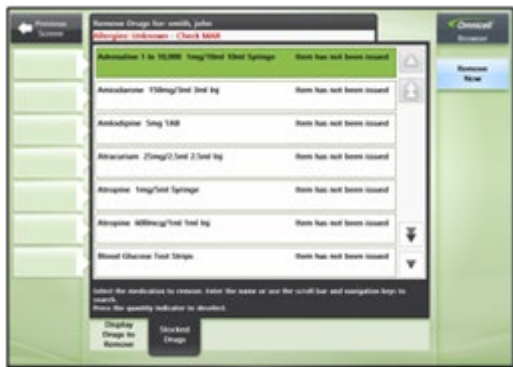 Previous
Screen
Remove Drugs for: smith, john
Allergies: Unknown - Check MAR
Omnicell
Browser
Remove
Now
Adrenaline 1 in 10,000 1mg/10ml 10ml Syringe Item has not been issued
Amiodarone 150mg/3ml 3ml Inj Item has not been issued
Amlodipine 5mg TAB Item has not been issued
Atracurium 25mg/2.5ml 2.5ml Inj Item has not been issued
Atropine 1mg/5ml Syringe Item has not been issued
Atropine 600mcg/1ml 1ml Inj Item has not been issued
Blood Glucose Test Strips Item has not been issued
Select the medication to remove. Enter the name or use the scroll bar and navigation keys to
search.
Press the quantity indicator to deselect.
Display
Drugs to
Remove
Stocked
Drugs